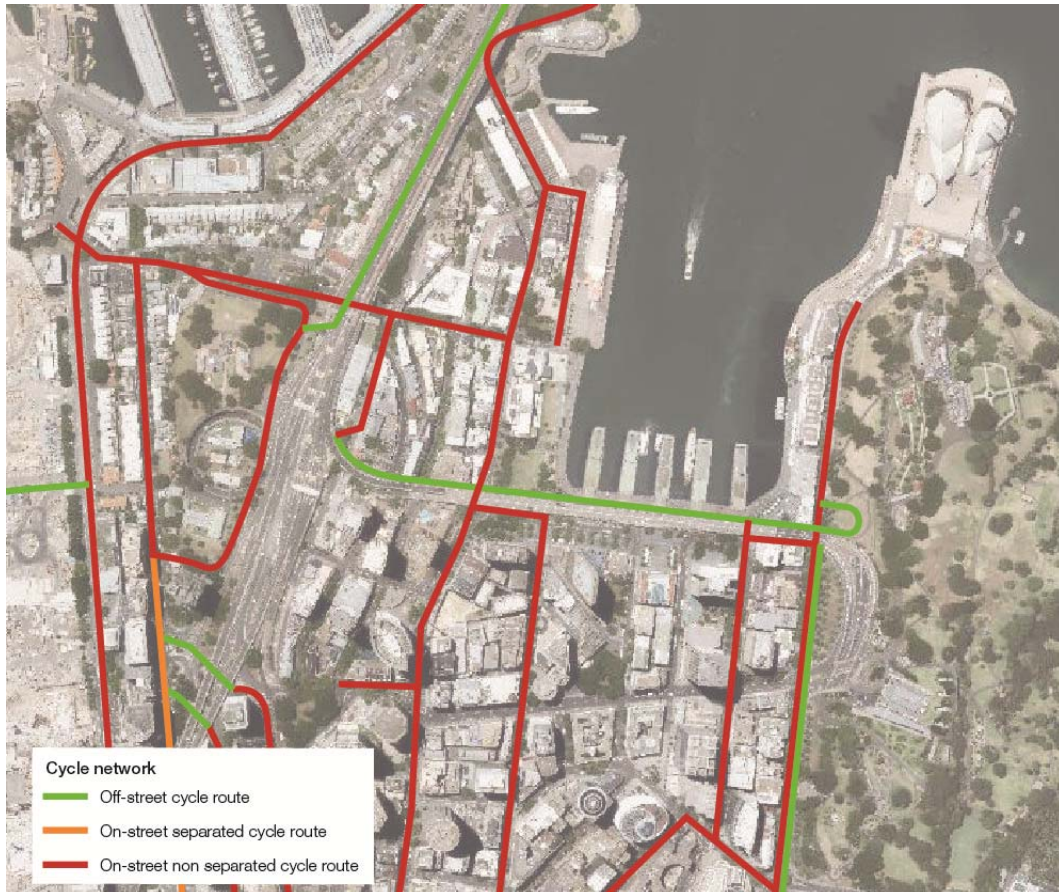 Cycle network
Off-street cycle route
On-street separated cycle route
On-street non separated cycle route